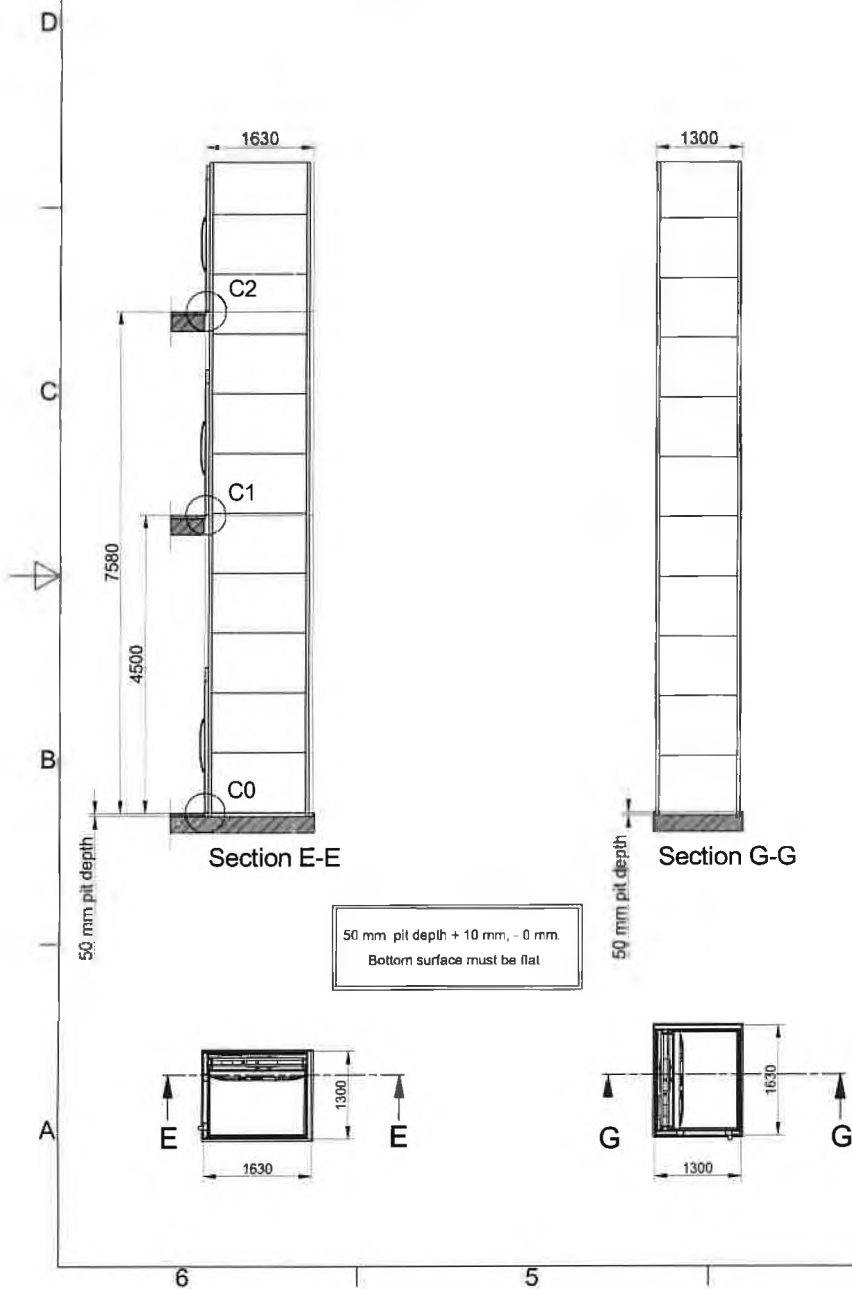 D
1630
1300
C2
C
C1
7580
4500
B
C0
50 mm pit depth
Section E-E
50 mm pit depth
Section G-G
50 mm pit depth + 10 mm, - 0 mm.
Bottom surface must be flat
A
E
E
1300
1630
G
G
1630
1300
6
5